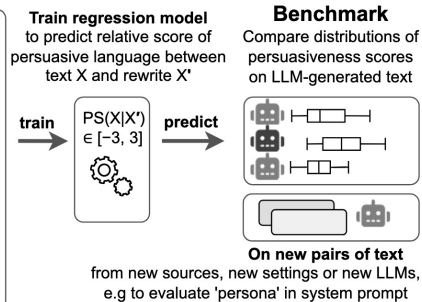 Train regression model
to predict relative score of
persuasive language between
text X and rewrite X'
train
PS(X|X')
∈ [−3, 3]
predict
Benchmark
Compare distributions of
persuasiveness scores
on LLM-generated text
On new pairs of text
from new sources, new settings or new LLMs,
e.g to evaluate 'persona' in system prompt